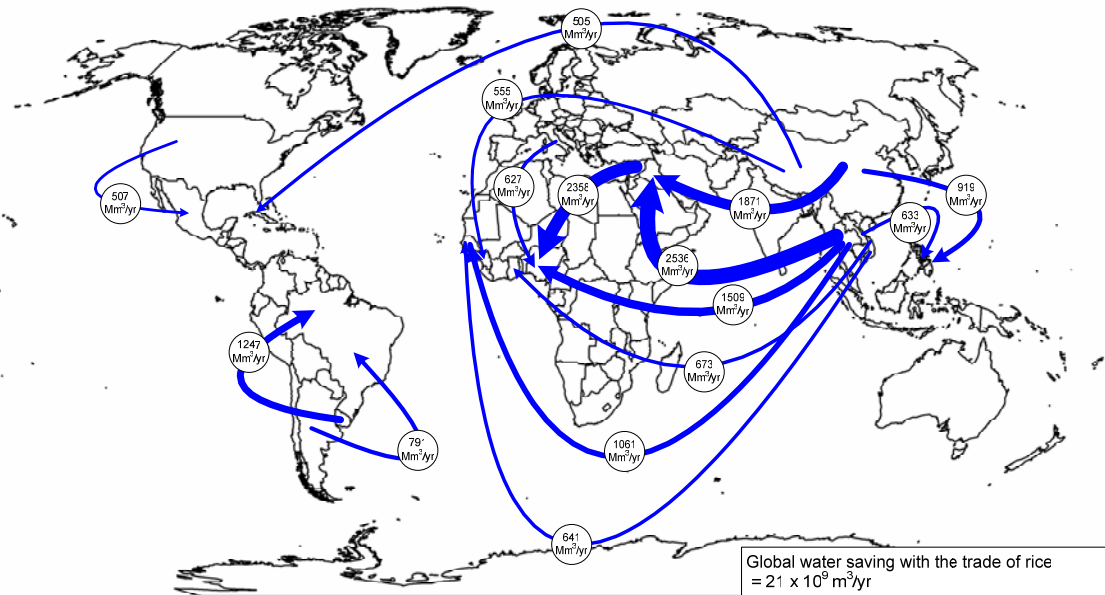 505
Mm³/yr
555
Mm³/yr
627
Mm³/yr
2358
Mm³/yr
507
Mm³/yr
1871
Mm³/yr
919
Mm³/yr
633
Mm³/yr
2536
Mm³/yr
1509
Mm³/yr
1247
Mm³/yr
673
Mm³/yr
791
Mm³/yr
1061
Mm³/yr
641
Mm³/yr
Global water saving with the trade of rice
= 21 x 10⁹ m³/yr